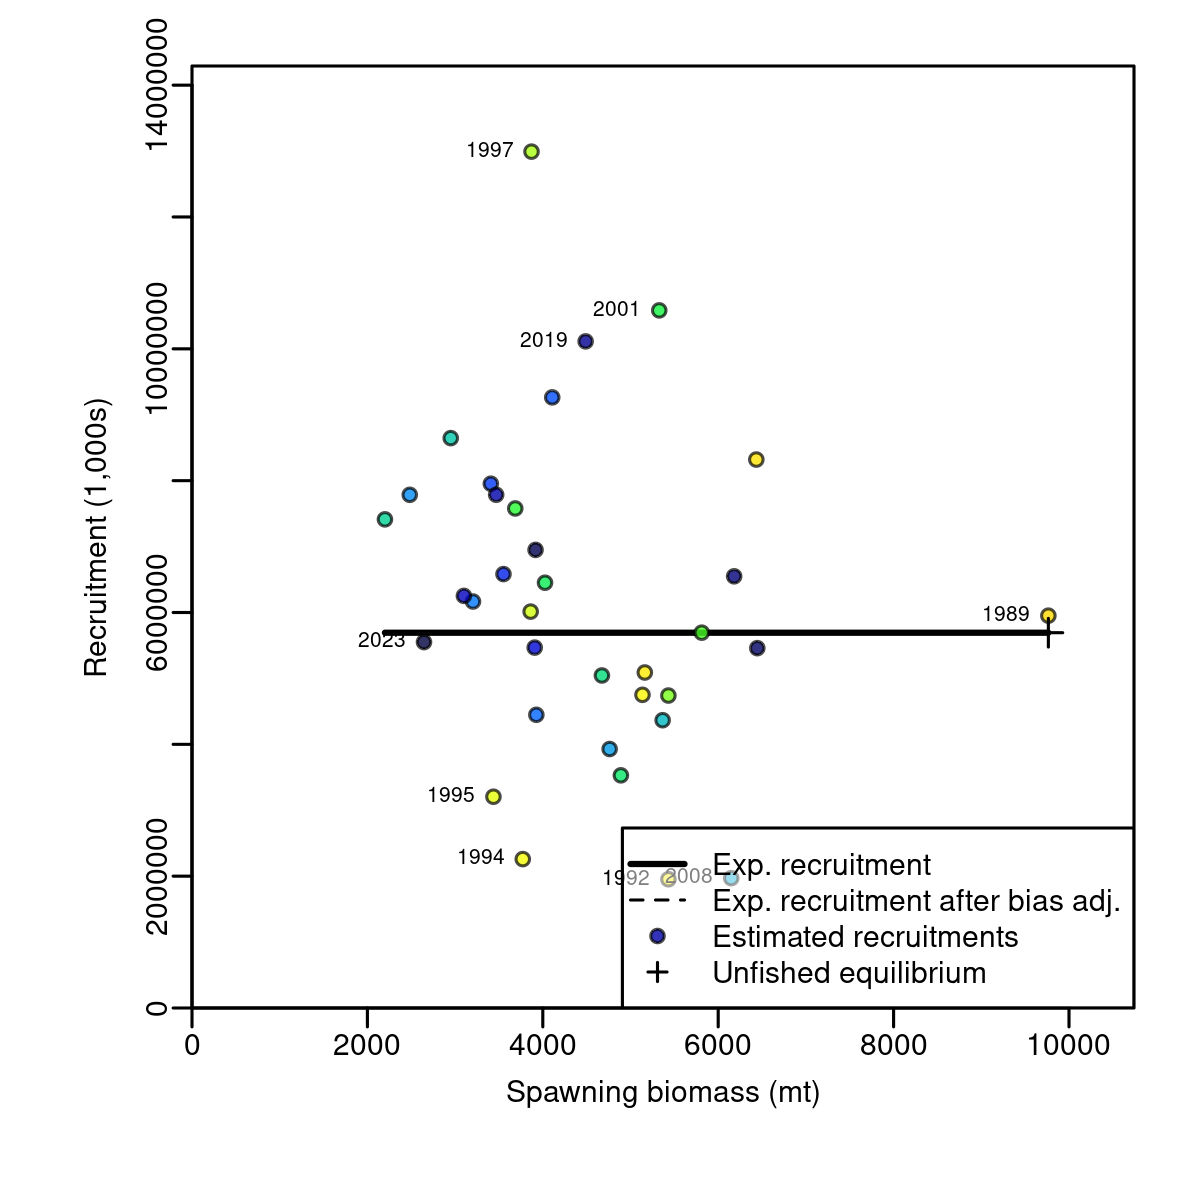 14000000
10000000
6000000
2000000
0
Recruitment (1,000s)
1997
2001
2019
1989
2023
1995
1994
1992
2008
Exp. recruitment
Exp. recruitment after bias adj.
Estimated recruitments
Unfished equilibrium
0 2000 4000 6000 8000 10000
Spawning biomass (mt)